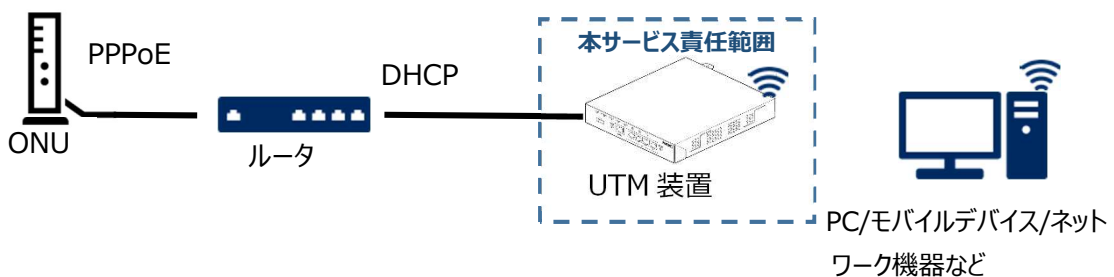 PPPoE
ONU
ルータ
DHCP
本サービス責任範囲
UTM 装置
PC/モバイルデバイス/ネット
ワーク機器など